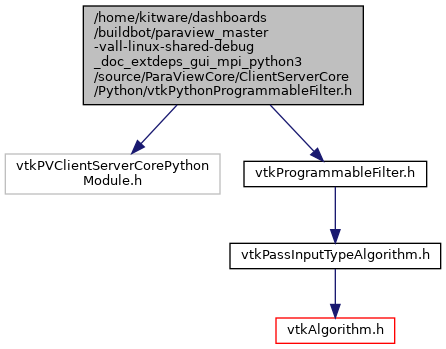 /home/kitware/dashboards
/buildbot/paraview_master
-vall-linux-shared-debug
_doc_extdeps_gui_mpi_python3
/source/ParaViewCore/ClientServerCore
/Python/vtkPythonProgrammableFilter.h
vtkPVClientServerCorePython
Module.h
vtkProgrammableFilter.h
vtkPassInputTypeAlgorithm.h
vtkAlgorithm.h